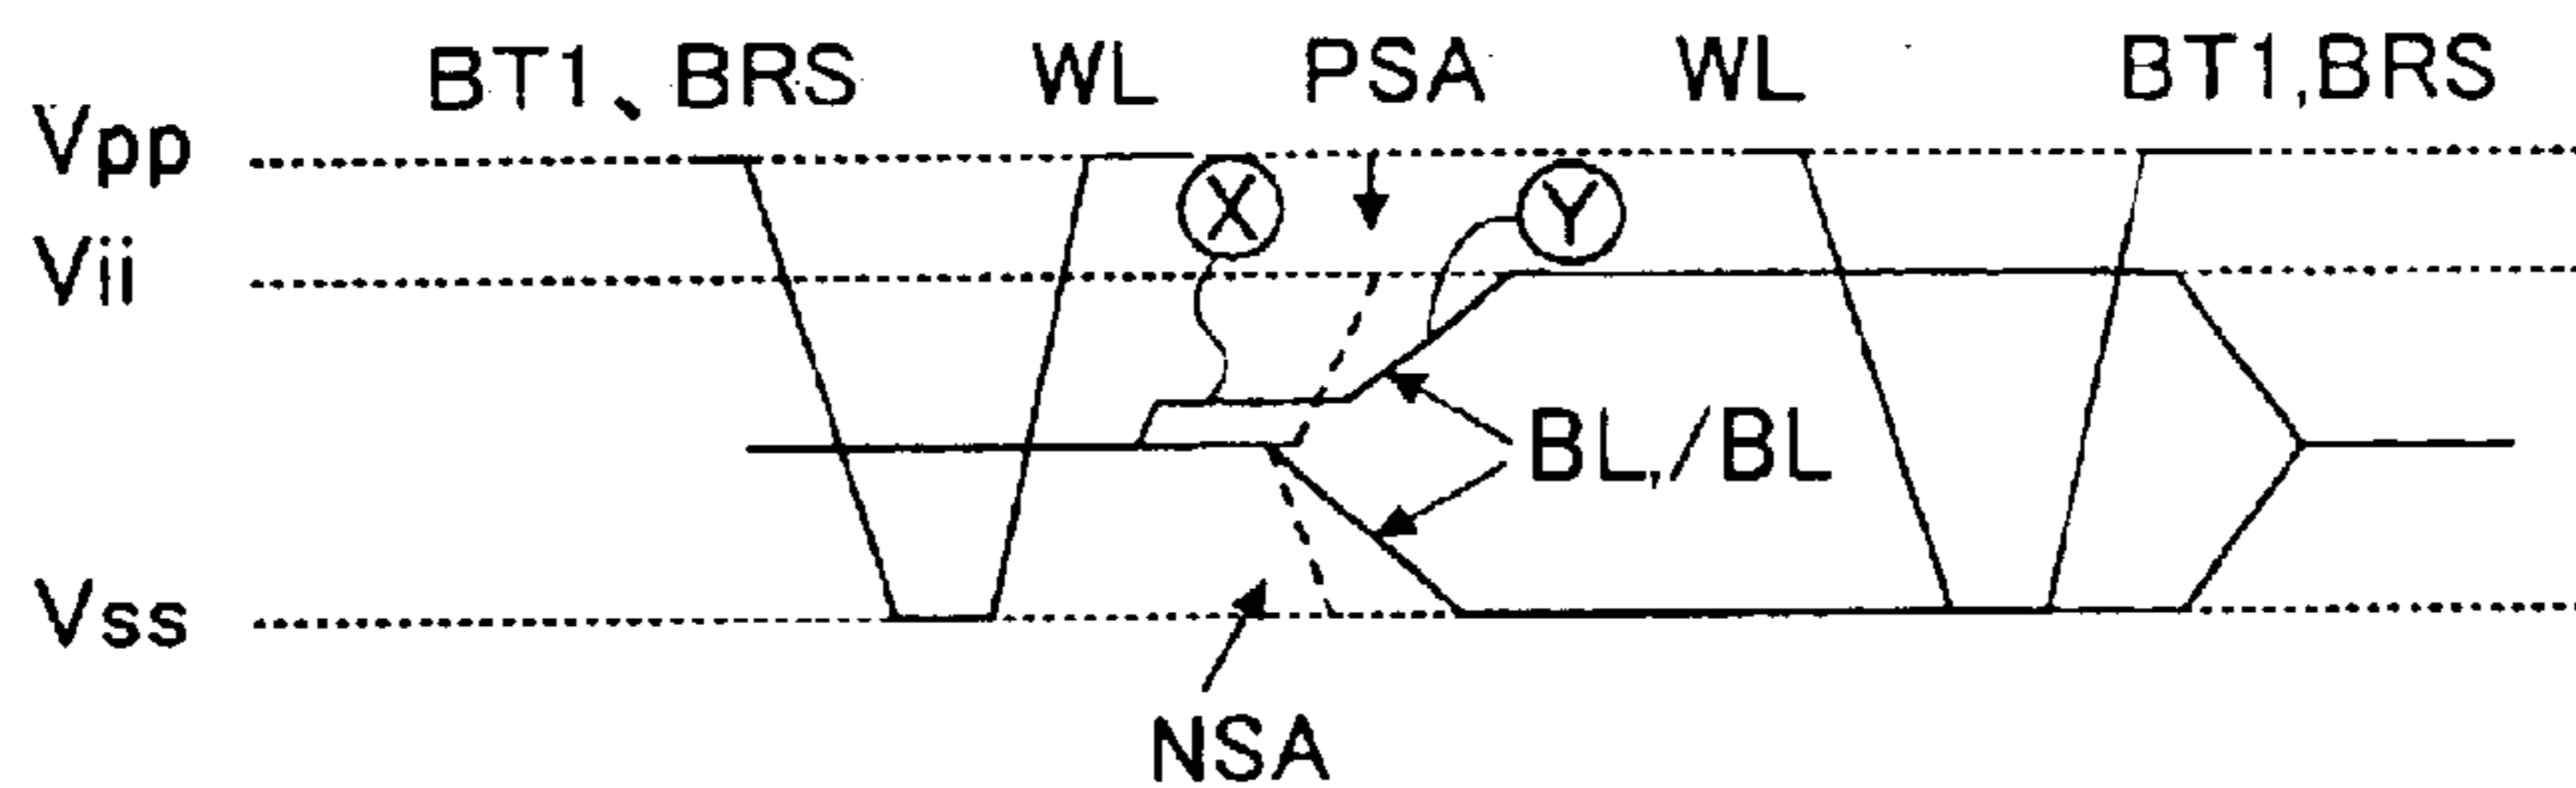 BT1、BRS WL PSA WL BT1,BRS
Vpp
X Y
Vii
BL,/BL
Vss
NSA